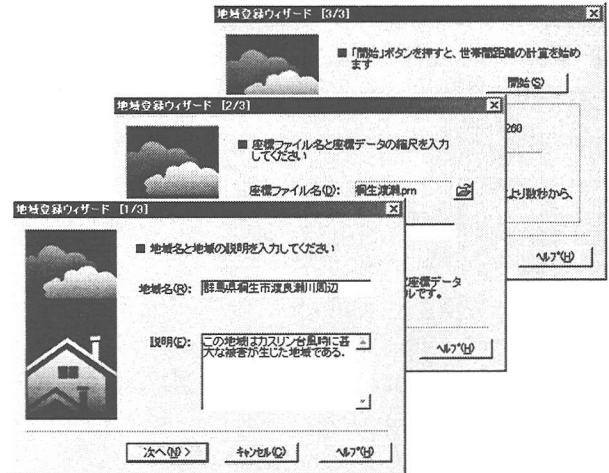 地域登録ウィザード [3/3]
■ 「開始」ボタンを押すと、世帯間距離の計算を始め
ます
開始(S)
260
より数秒から、
ヘルプ(H)
地域登録ウィザード [2/3]
■ 座標ファイル名と座標データの縮尺を入力
してください
座標ファイル名(D): 桐生渡瀬.prn
座標データ
ルです。
ヘルプ(H)
地域登録ウィザード [1/3]
■ 地域名と地域の説明を入力してください
地域名(R): 群馬県桐生市渡良瀬川周辺
説明(E): この地域はカスリン台風時に甚
大な被害が生じた地域である.
次へ(N) >
キャンセル(C)
ヘルプ(H)